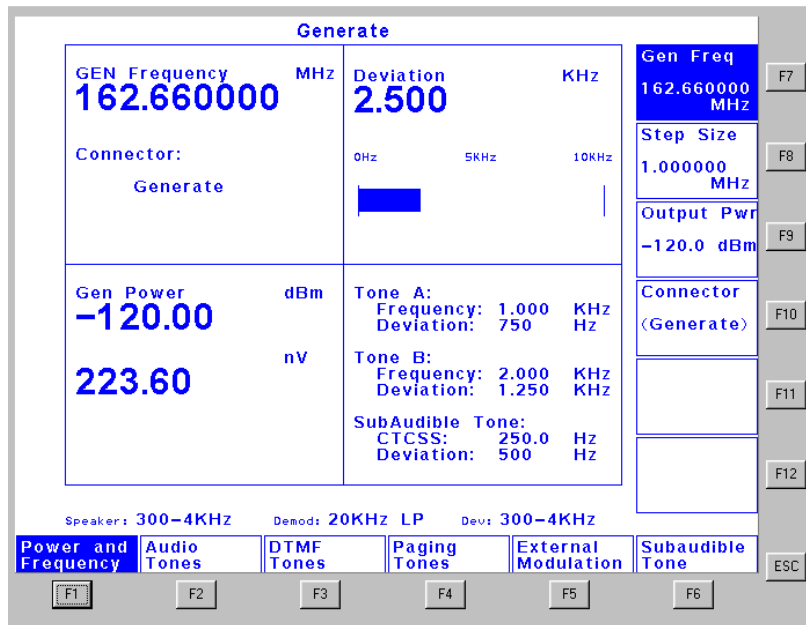 Generate
GEN Frequency MHz
162.660000
Connector:
Generate
Deviation KHz
2.500
0Hz 5KHz 10KHz
Gen Power dBm
−120.00
nV
223.60
Tone A:
Frequency: 1.000 KHz
Deviation: 750 Hz
Tone B:
Frequency: 2.000 KHz
Deviation: 1.250 KHz
SubAudible Tone:
CTCSS: 250.0 Hz
Deviation: 500 Hz
Gen Freq
162.660000
MHz
F7
Step Size
1.000000
MHz
F8
Output Pwr
−120.0 dBm
F9
Connector
(Generate)
F10
F11
F12
Speaker: 300−4KHz Demod: 20KHz LP Dev: 300−4KHz
Power and
Frequency
Audio
Tones
DTMF
Tones
Paging
Tones
External
Modulation
Subaudible
Tone
ESC
F1 F2 F3 F4 F5 F6